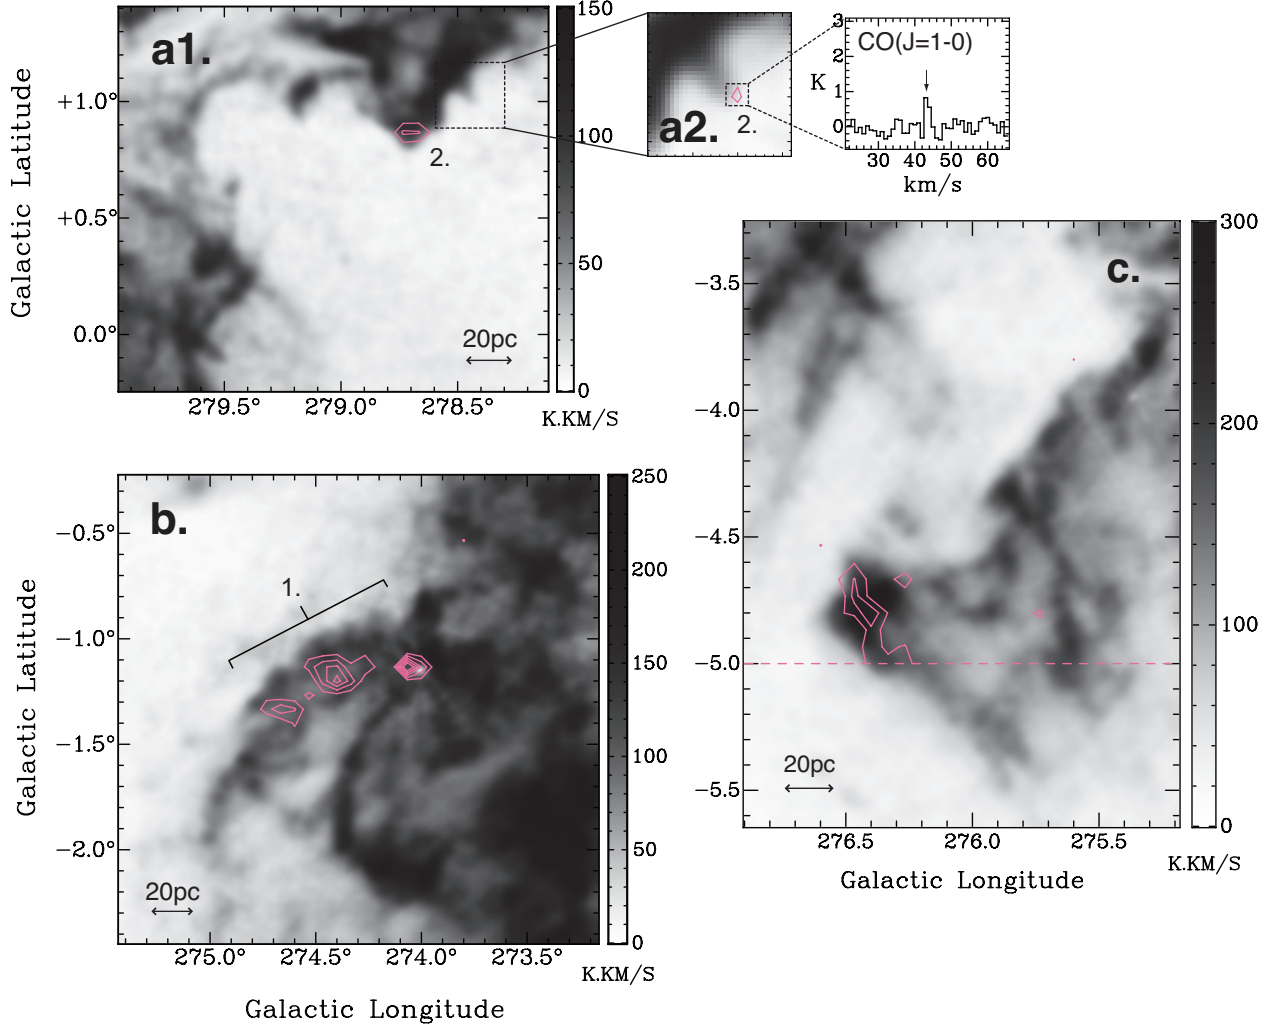 a1.
Galactic Latitude
+1.0°
+0.5°
0.0°
279.5°
279.0°
278.5°
2.
20pc
150
100
50
0
K.KM/S
a2.
2.
CO(J=1-0)
K
3
2
1
0
30
40
50
60
km/s
b.
1.
Galactic Latitude
−0.5°
−1.0°
−1.5°
−2.0°
20pc
275.0°
274.5°
274.0°
273.5°
Galactic Longitude
250
200
150
100
50
0
K.KM/S
c.
−3.5
−4.0
−4.5
−5.0
−5.5
20pc
276.5
276.0
275.5
Galactic Longitude
300
200
100
0
K.KM/S